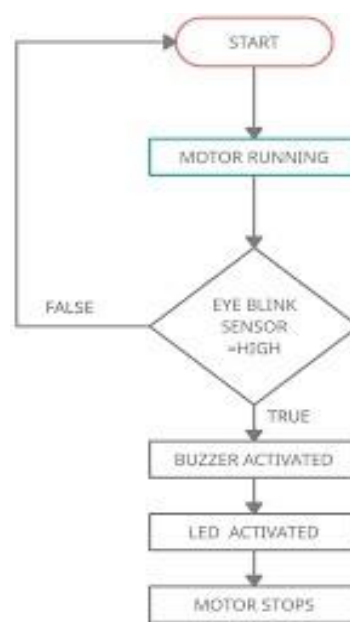 START
MOTOR RUNNING
FALSE
EYE BLINK
SENSOR
=HIGH
TRUE
BUZZER ACTIVATED
LED ACTIVATED
MOTOR STOPS